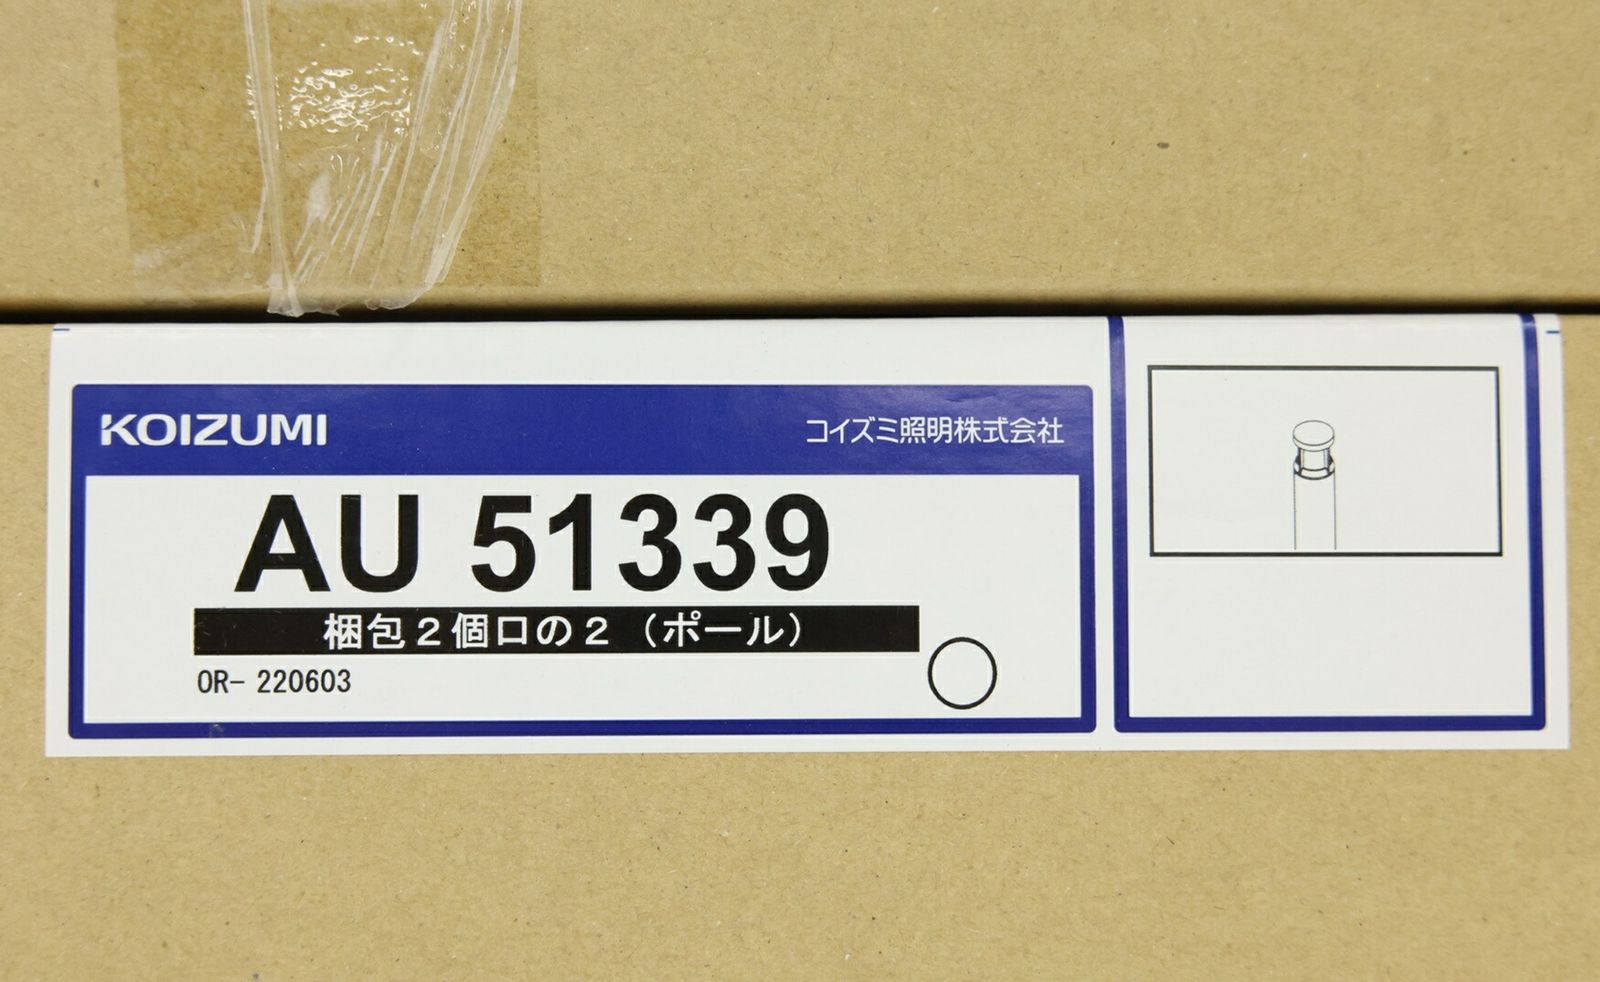 KOIZUMI
コイズミ照明株式会社
AU 51339
梱包2個口の2（ポール）
OR- 220603